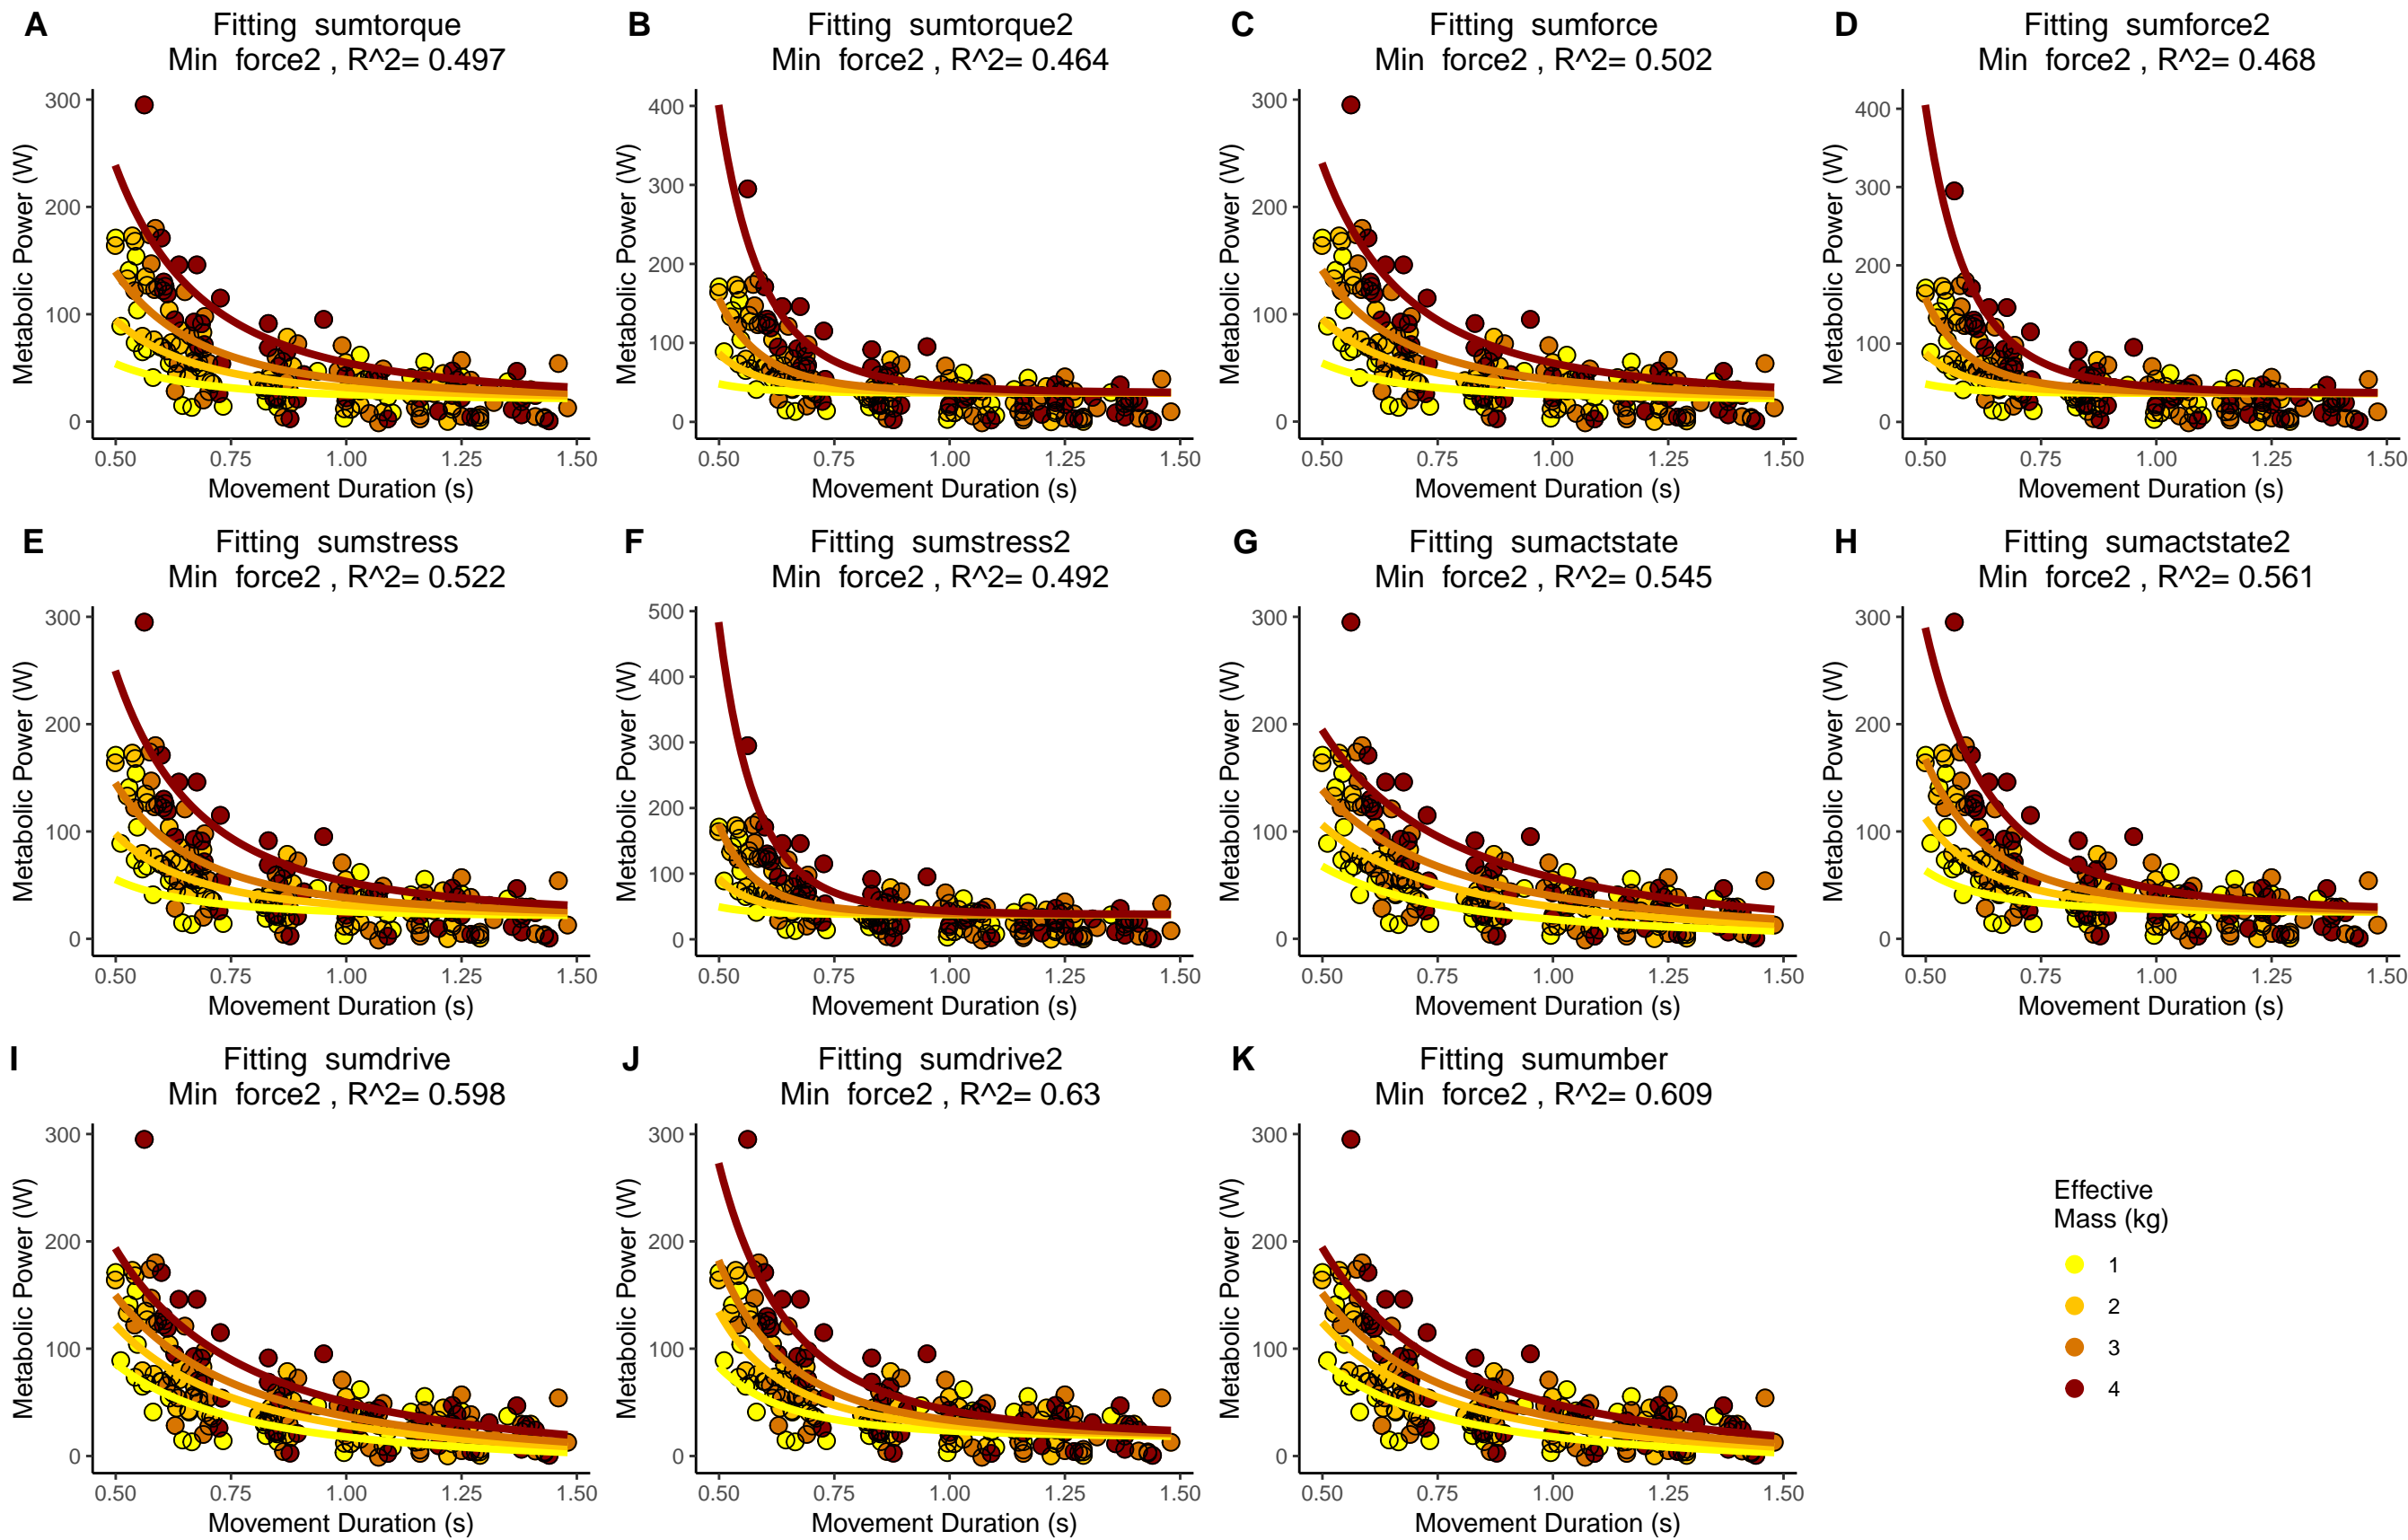 A
Fitting sumtorque
Min force2 , R^2= 0.497
Metabolic Power (W)
300
200
100
0
0.50 0.75 1.00 1.25 1.50
Movement Duration (s)
B
Fitting sumtorque2
Min force2 , R^2= 0.464
Metabolic Power (W)
400
300
200
100
0
0.50 0.75 1.00 1.25 1.50
Movement Duration (s)
C
Fitting sumforce
Min force2 , R^2= 0.502
Metabolic Power (W)
300
200
100
0
0.50 0.75 1.00 1.25 1.50
Movement Duration (s)
D
Fitting sumforce2
Min force2 , R^2= 0.468
Metabolic Power (W)
400
300
200
100
0
0.50 0.75 1.00 1.25 1.50
Movement Duration (s)
E
Fitting sumstress
Min force2 , R^2= 0.522
Metabolic Power (W)
300
200
100
0
0.50 0.75 1.00 1.25 1.50
Movement Duration (s)
F
Fitting sumstress2
Min force2 , R^2= 0.492
Metabolic Power (W)
500
400
300
200
100
0
0.50 0.75 1.00 1.25 1.50
Movement Duration (s)
G
Fitting sumactstate
Min force2 , R^2= 0.545
Metabolic Power (W)
300
200
100
0
0.50 0.75 1.00 1.25 1.50
Movement Duration (s)
H
Fitting sumactstate2
Min force2 , R^2= 0.561
Metabolic Power (W)
300
200
100
0
0.50 0.75 1.00 1.25 1.50
Movement Duration (s)
I
Fitting sumdrive
Min force2 , R^2= 0.598
Metabolic Power (W)
300
200
100
0
0.50 0.75 1.00 1.25 1.50
Movement Duration (s)
J
Fitting sumdrive2
Min force2 , R^2= 0.63
Metabolic Power (W)
300
200
100
0
0.50 0.75 1.00 1.25 1.50
Movement Duration (s)
K
Fitting sumumber
Min force2 , R^2= 0.609
Metabolic Power (W)
300
200
100
0
0.50 0.75 1.00 1.25 1.50
Movement Duration (s)
Effective
Mass (kg)
1
2
3
4